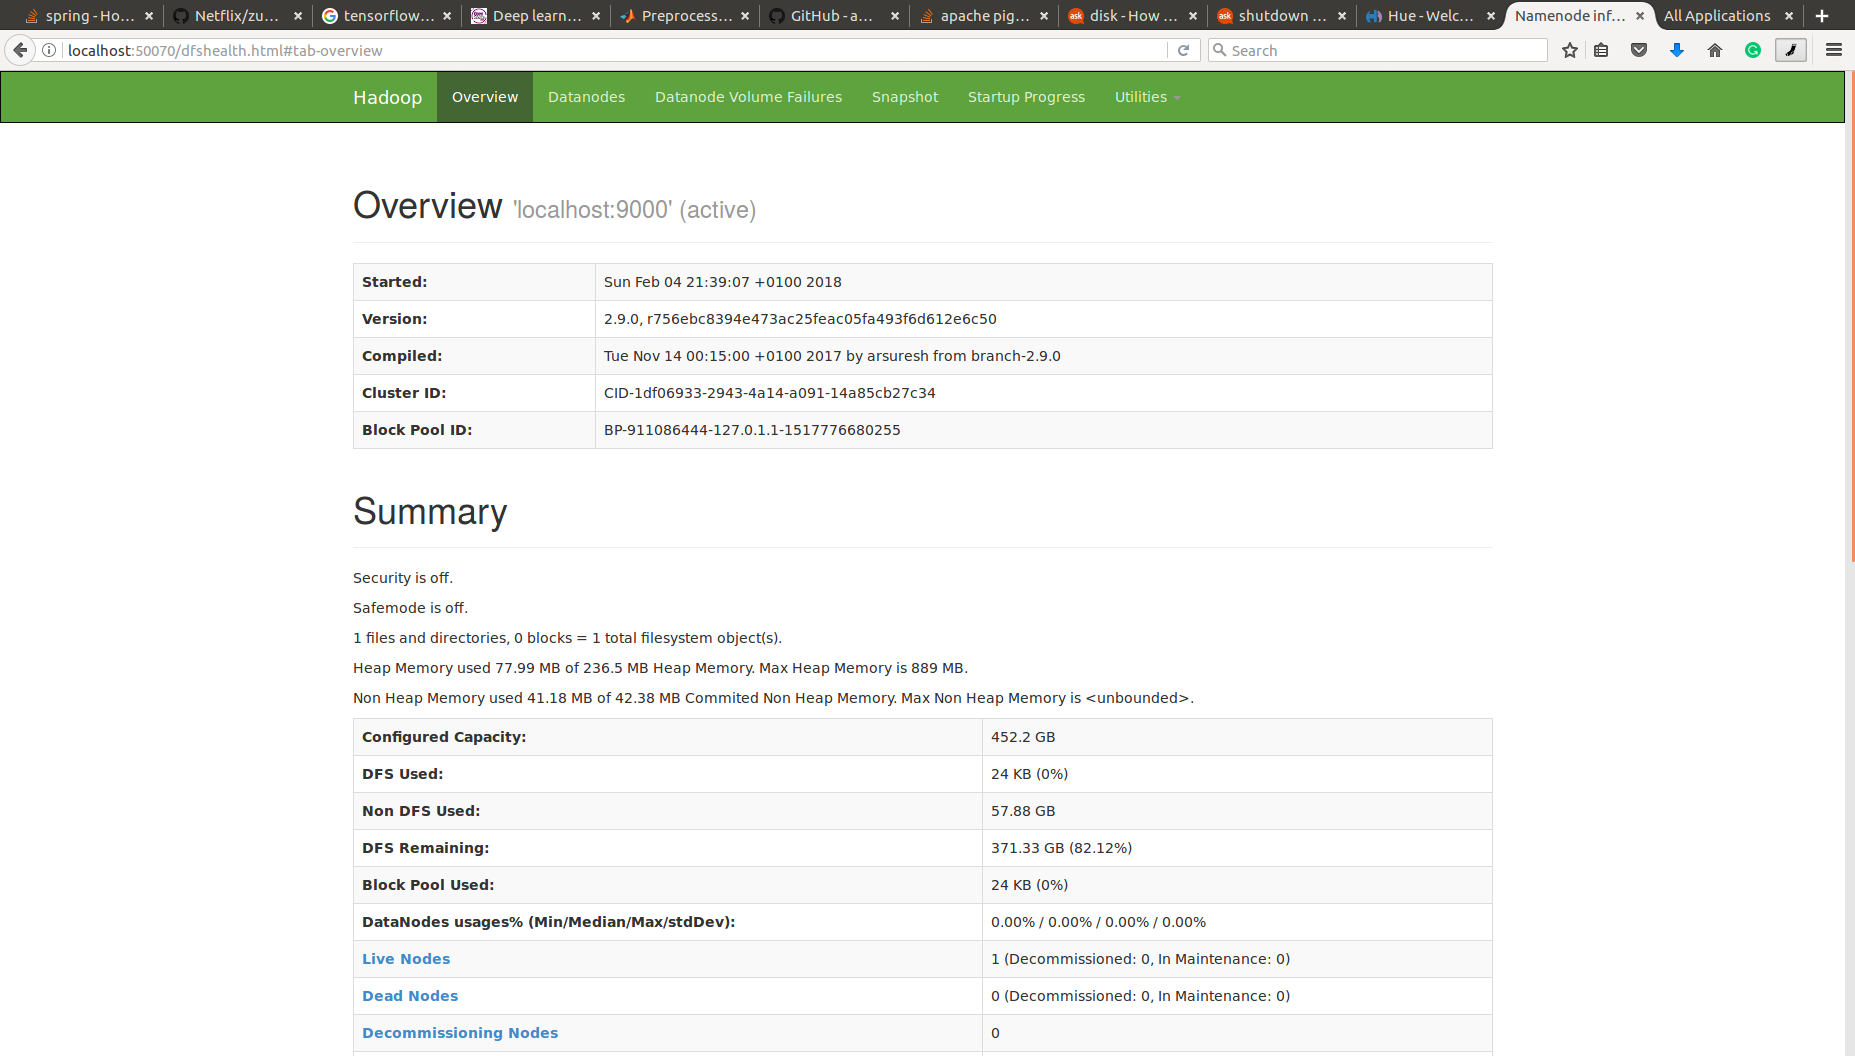 spring - Ho... Netflix/zu... tensorflow... Deep learn... Preprocess... GitHub - a... apache pig... disk - How ... shutdown ... Hue - Welc... Namenode inf... All Applications
localhost:50070/dfshealth.html#tab-overview Search
Hadoop Overview Datanodes Datanode Volume Failures Snapshot Startup Progress Utilities
Overview 'localhost:9000' (active)
Started: Sun Feb 04 21:39:07 +0100 2018
Version: 2.9.0, r756ebc8394e473ac25feac05fa493f6d612e6c50
Compiled: Tue Nov 14 00:15:00 +0100 2017 by arsuresh from branch-2.9.0
Cluster ID: CID-1df06933-2943-4a14-a091-14a85cb27c34
Block Pool ID: BP-911086444-127.0.1.1-1517776680255
Summary
Security is off.
Safemode is off.
1 files and directories, 0 blocks = 1 total filesystem object(s).
Heap Memory used 77.99 MB of 236.5 MB Heap Memory. Max Heap Memory is 889 MB.
Non Heap Memory used 41.18 MB of 42.38 MB Commited Non Heap Memory. Max Non Heap Memory is <unbounded>.
Configured Capacity: 452.2 GB
DFS Used: 24 KB (0%)
Non DFS Used: 57.88 GB
DFS Remaining: 371.33 GB (82.12%)
Block Pool Used: 24 KB (0%)
DataNodes usages% (Min/Median/Max/stdDev): 0.00% / 0.00% / 0.00% / 0.00%
Live Nodes 1 (Decommissioned: 0, In Maintenance: 0)
Dead Nodes 0 (Decommissioned: 0, In Maintenance: 0)
Decommissioning Nodes 0